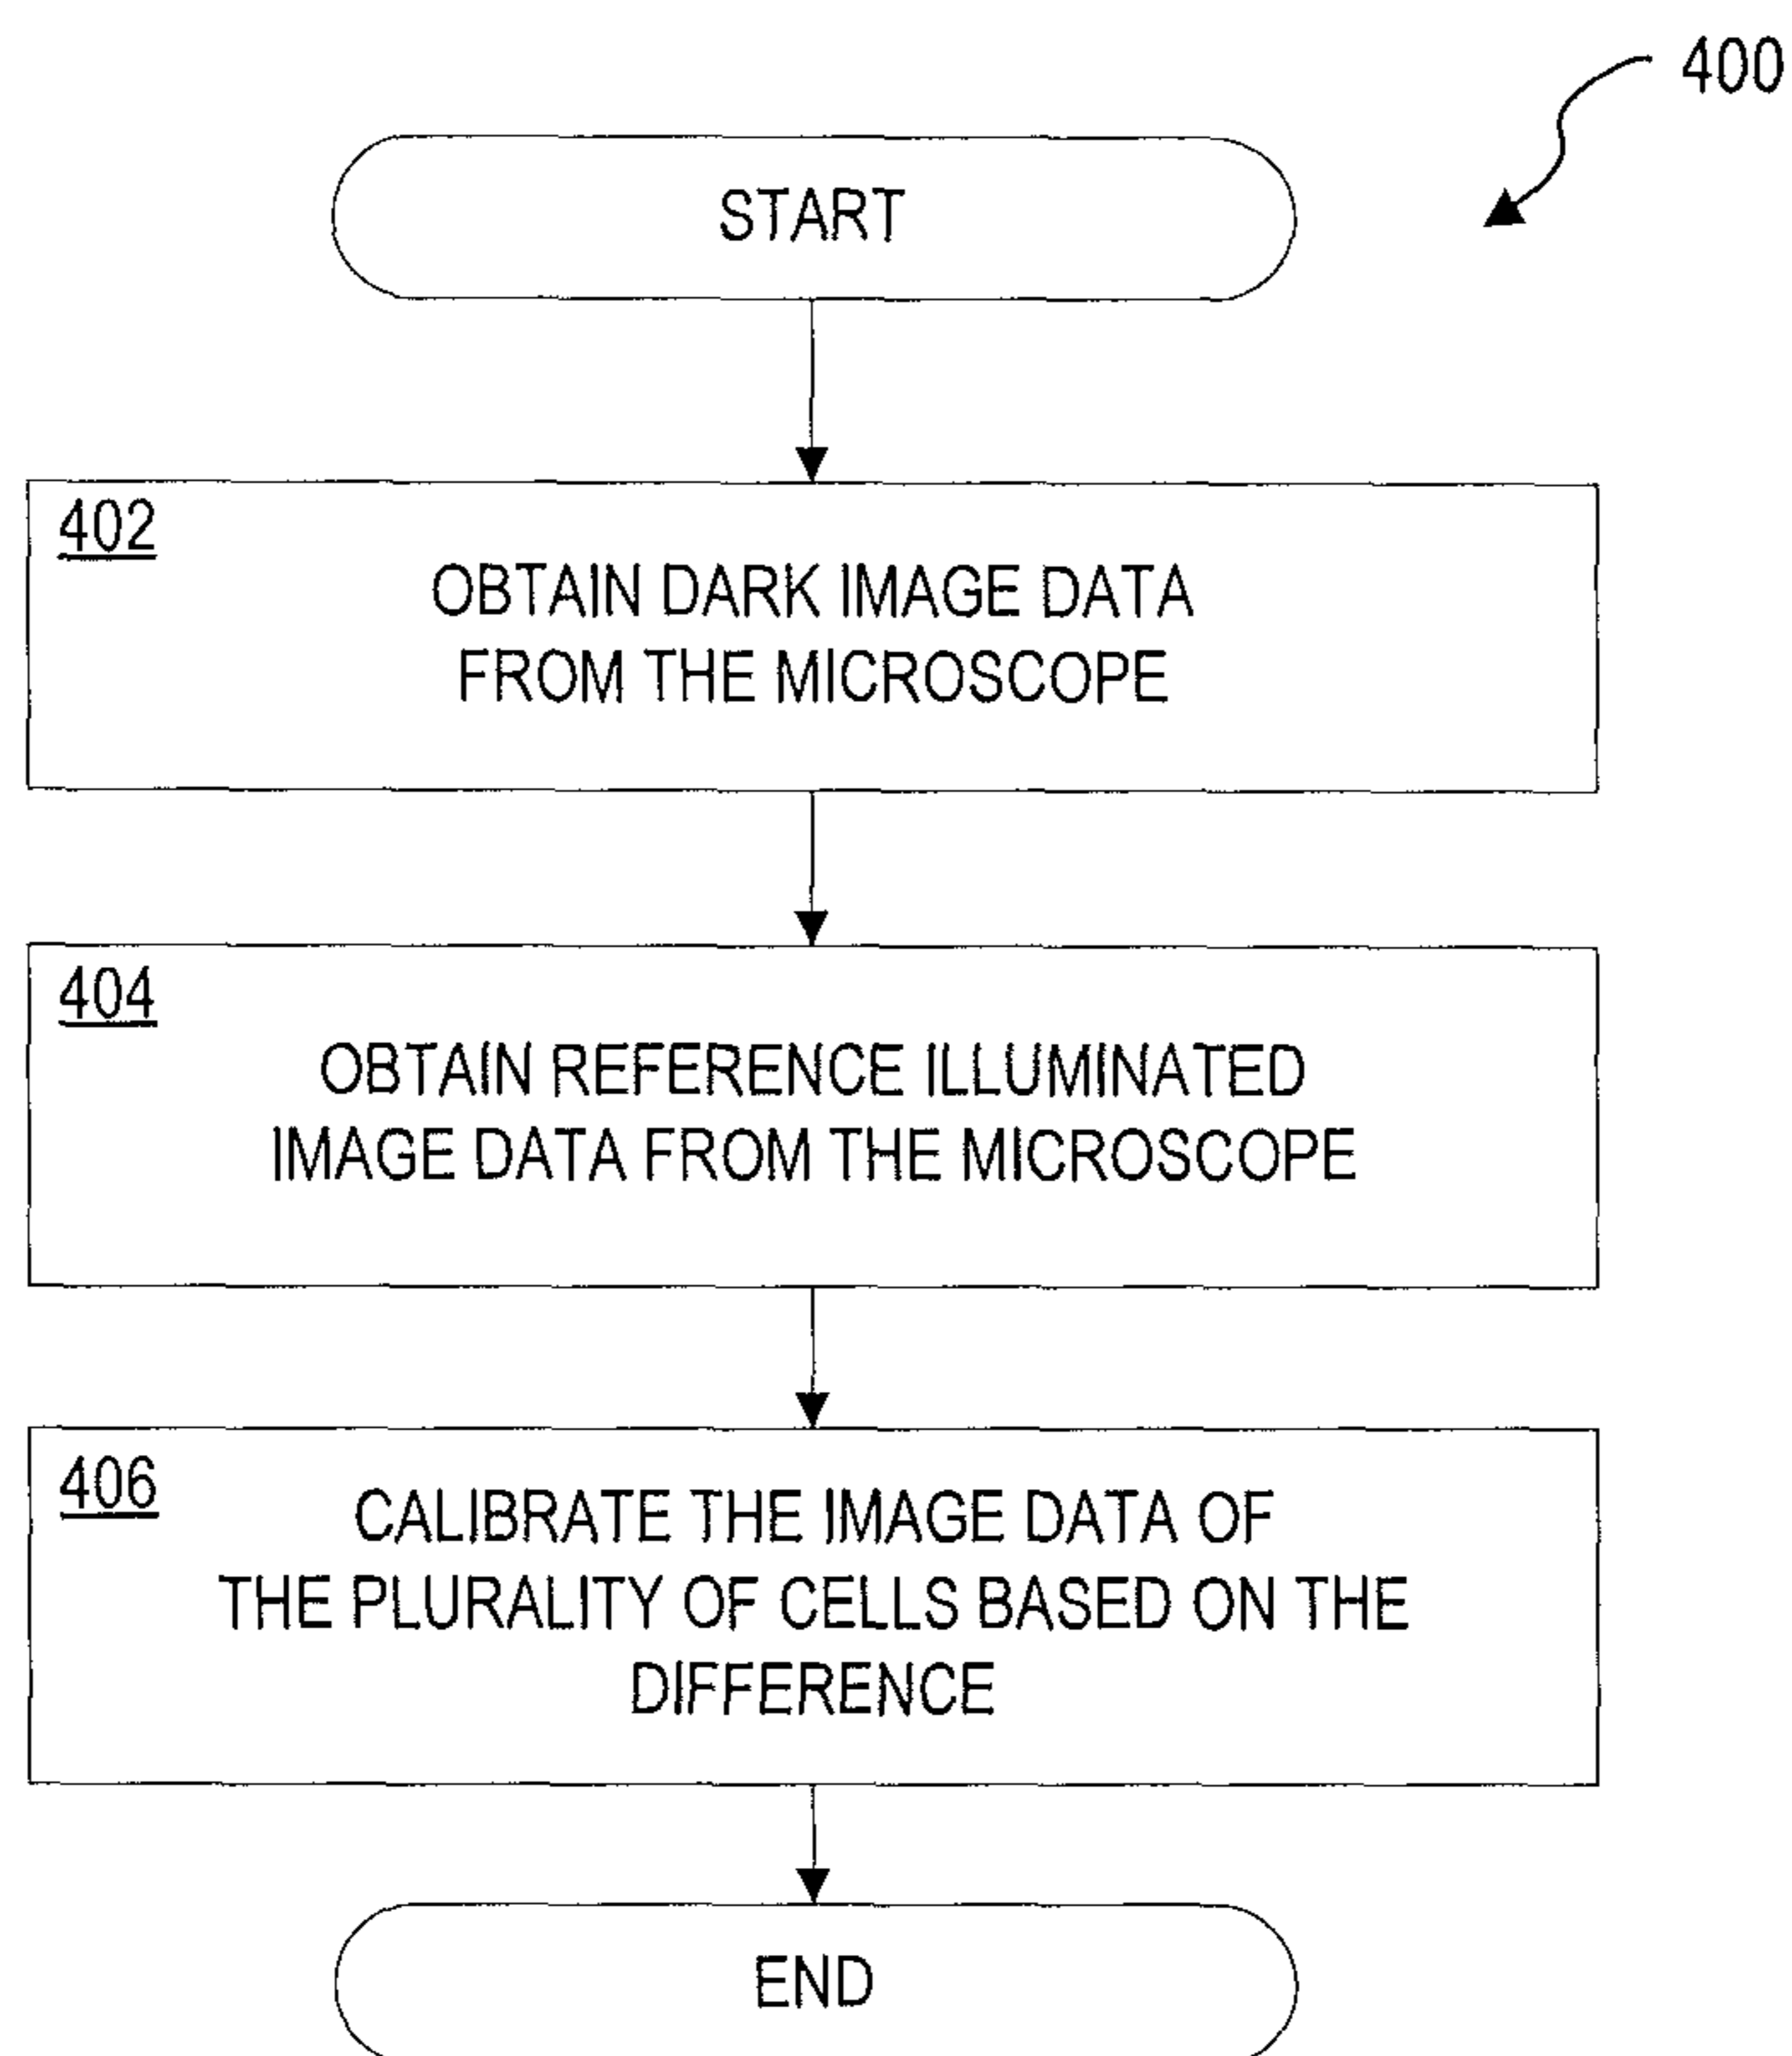 400
START
402
OBTAIN DARK IMAGE DATA
FROM THE MICROSCOPE
404
OBTAIN REFERENCE ILLUMINATED
IMAGE DATA FROM THE MICROSCOPE
406
CALIBRATE THE IMAGE DATA OF
THE PLURALITY OF CELLS BASED ON THE
DIFFERENCE
END